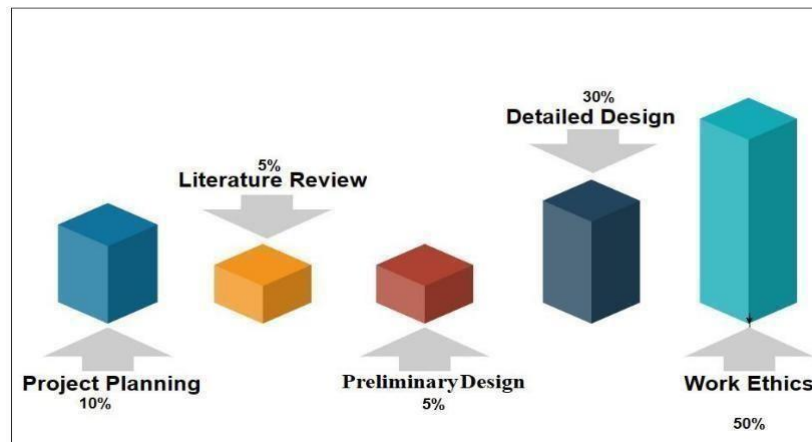 Project Planning
10%
5%
Literature Review
Preliminary Design
5%
30%
Detailed Design
Work Ethics
50%